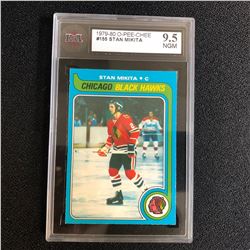 1979-80 O-PEE-CHEE
#155 STAN MIKITA
9.5
NGM
STAN MIKITA • C
CHICAGO BLACK HAWKS